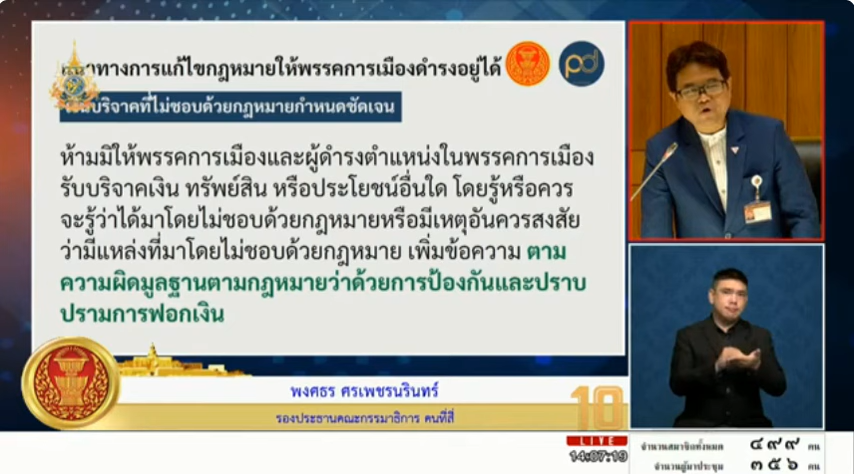 ทางการแก้ไขกฎหมายให้พรรคการเมืองดำรงอยู่ได้
บริจาคที่ไม่ชอบด้วยกฎหมายกำหนดชัดเจน
ห้ามมิให้พรรคการเมืองและผู้ดำรงตำแหน่งในพรรคการเมือง
รับบริจาคเงิน ทรัพย์สิน หรือประโยชน์อื่นใด โดยรู้หรือควร
จะรู้ว่าได้มาโดยไม่ชอบด้วยกฎหมายหรือมีเหตุอันควรสงสัย
ว่ามีแหล่งที่มาโดยไม่ชอบด้วยกฎหมาย เพิ่มข้อความ ตาม
ความผิดมูลฐานตามกฎหมายว่าด้วยการป้องกันและปราบ
ปรามการฟอกเงิน
pd
พงศธร ศรเพชรนรินทร์
รองประธานคณะกรรมาธิการ คนที่สี่
10
LIVE
14:07:19
จำนวนสมาชิกทั้งหมด ๔๙๙ คน
จำนวนผู้มาประชุม ๓๕๖ คน